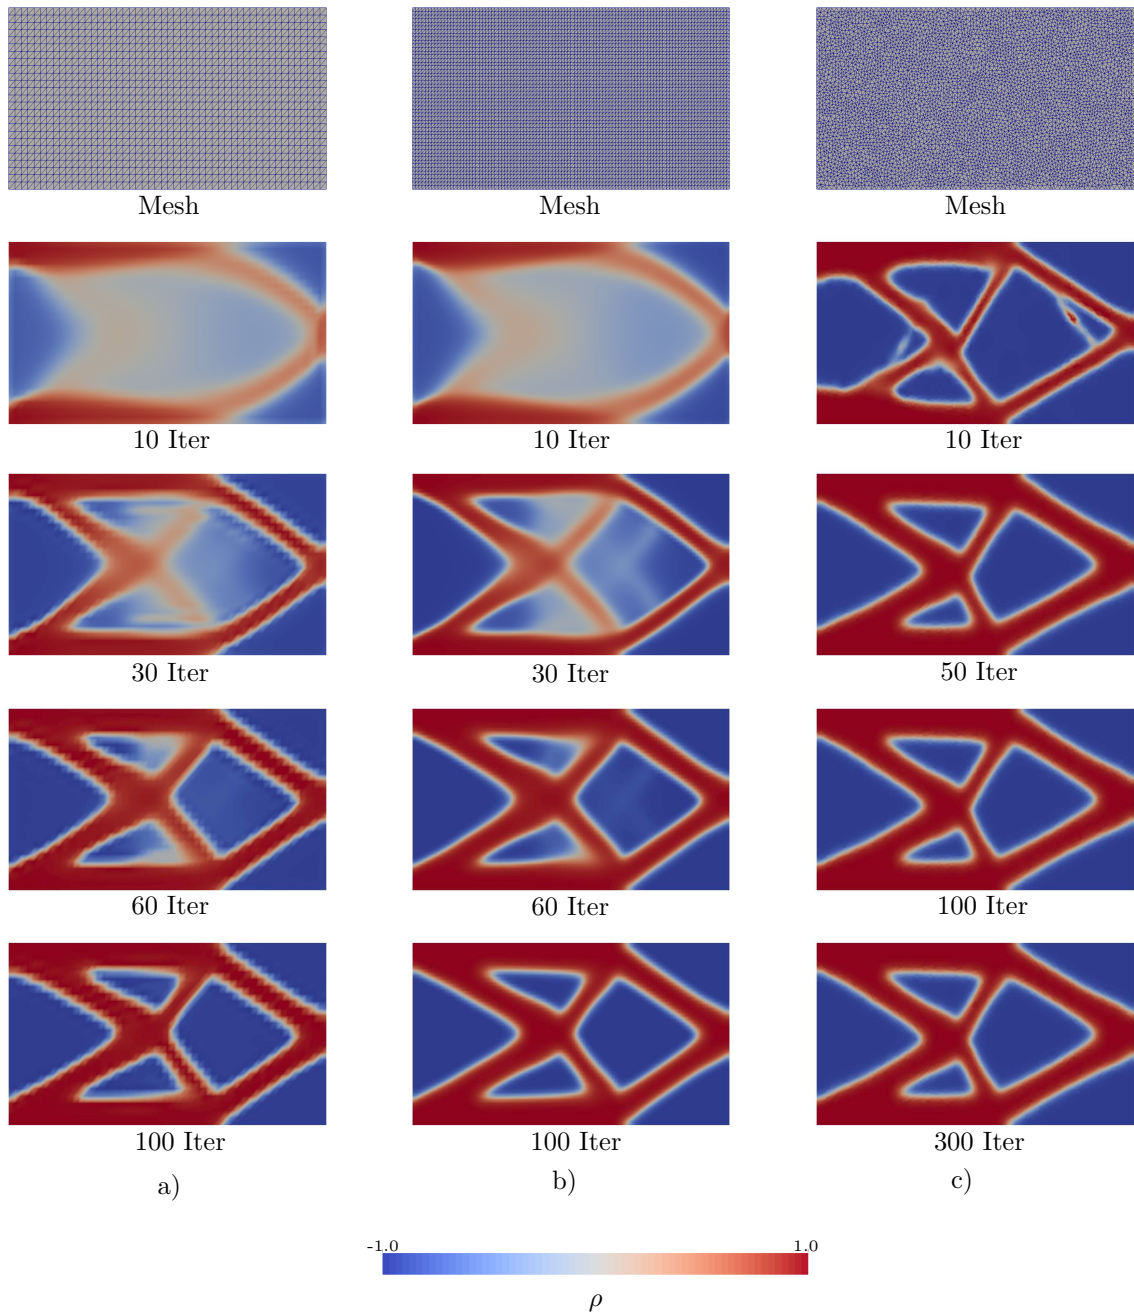 Mesh Mesh Mesh
10 Iter 10 Iter 10 Iter
30 Iter 30 Iter 50 Iter
60 Iter 60 Iter 100 Iter
100 Iter 100 Iter 300 Iter
a) b) c)
-1.0 1.0
ρ